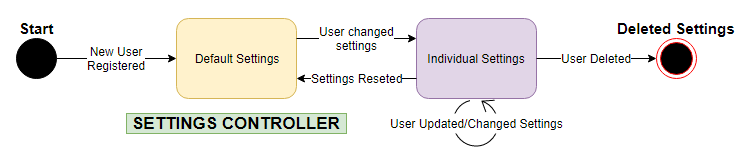 Start
Deleted Settings
New User
Registered
Default Settings
User changed
settings
Settings Reseted
Individual Settings
User Deleted
SETTINGS CONTROLLER
User Updated/Changed Settings